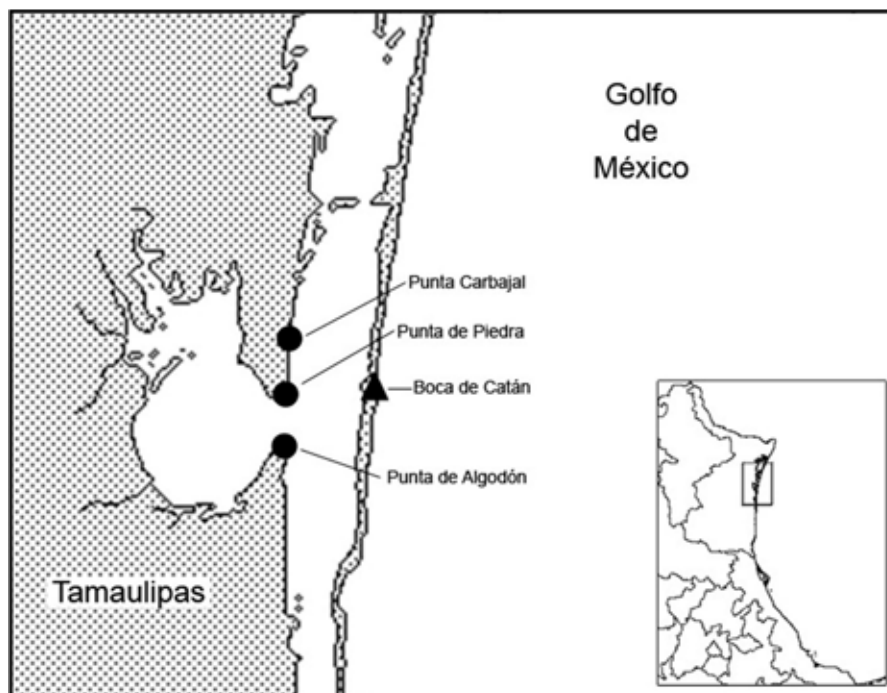 Golfo
de
México
Punta Carbajal
Punta de Piedra
Boca de Catán
Punta de Algodón
Tamaulipas